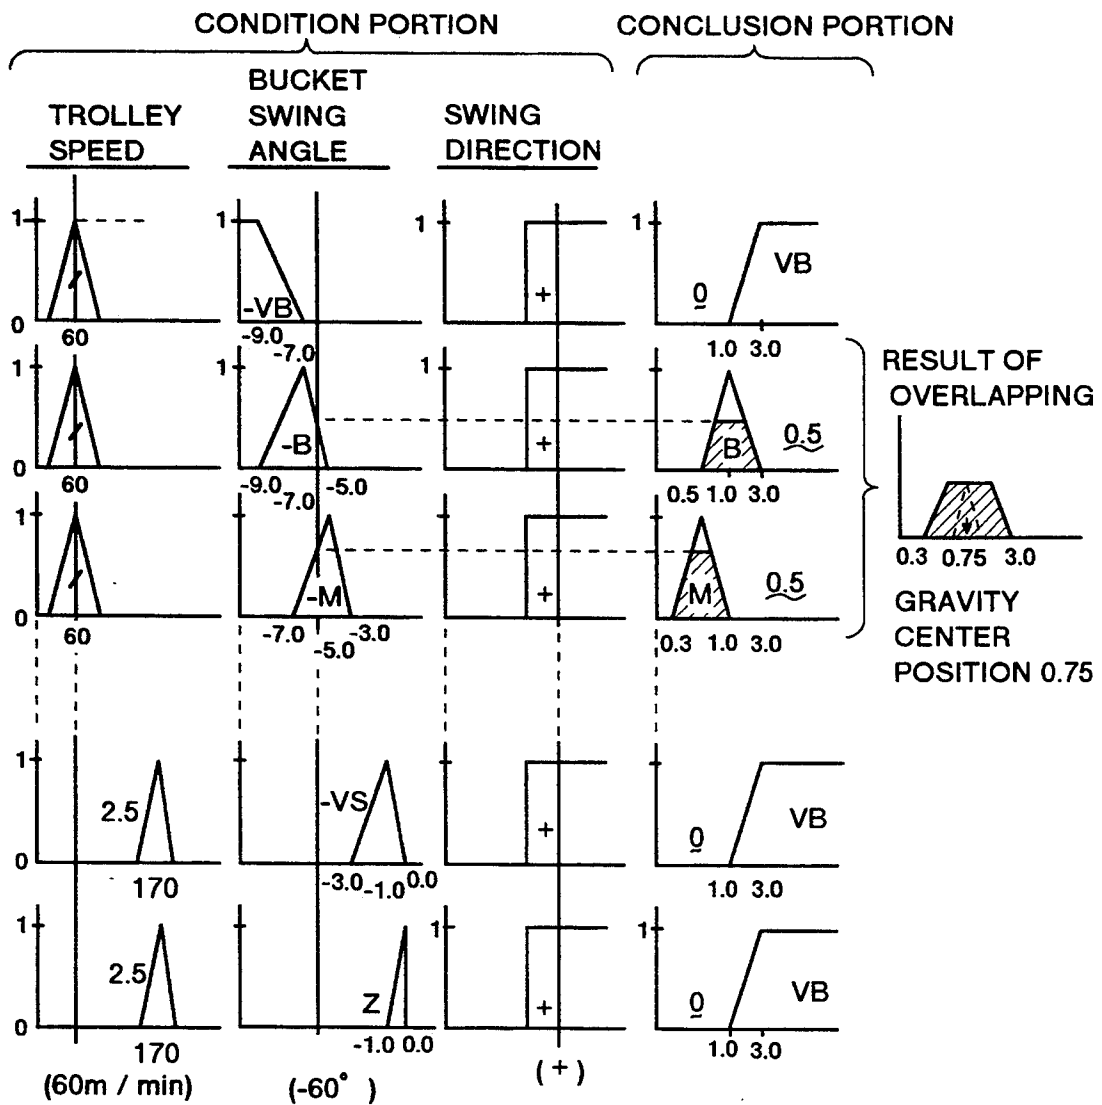 CONDITION PORTION
CONCLUSION PORTION
TROLLEY
SPEED
BUCKET
SWING
ANGLE
SWING
DIRECTION
1
0
60
1
-VB
-9.0
-7.0
1
+
1
0
VB
1.0 3.0
1
0
60
1
-B
-9.0
-7.0
-5.0
1
+
B
0.5
0.5 1.0 3.0
1
0
60
-M
-7.0
-5.0
-3.0
+
M
0.5
0.3 1.0 3.0
RESULT OF
OVERLAPPING
0.3 0.75 3.0
GRAVITY
CENTER
POSITION 0.75
1
0
2.5
170
-VS
-3.0
-1.0
0.0
+
0
VB
1.0 3.0
1
0
2.5
170
Z
-1.0 0.0
1
+
1
0
VB
1.0 3.0
(60m / min)
(-60°)
(+)